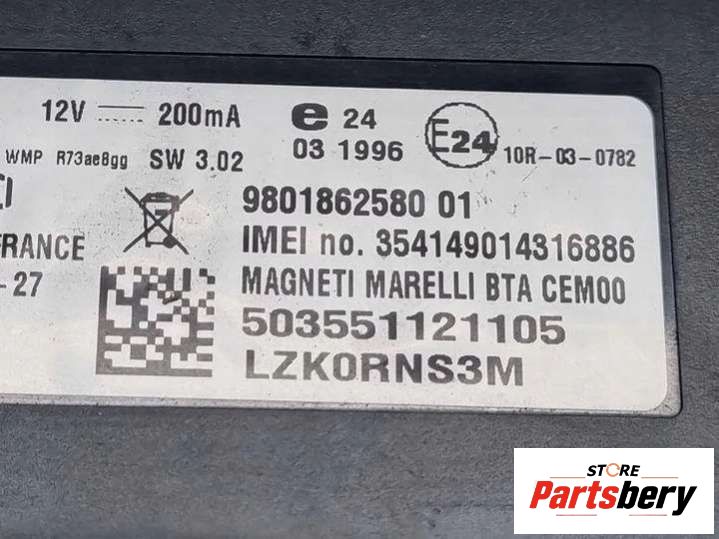 12V 200mA e 24
WMP R73ae8gg SW 3.02 03 1996 E24 10R-03-0782
9801862580 01
FRANCE IMEI no. 354149014316886
-27 MAGNETI MARELLI BTA CEM00
503551121105
LZK0RNS3M
STORE
Partsbery